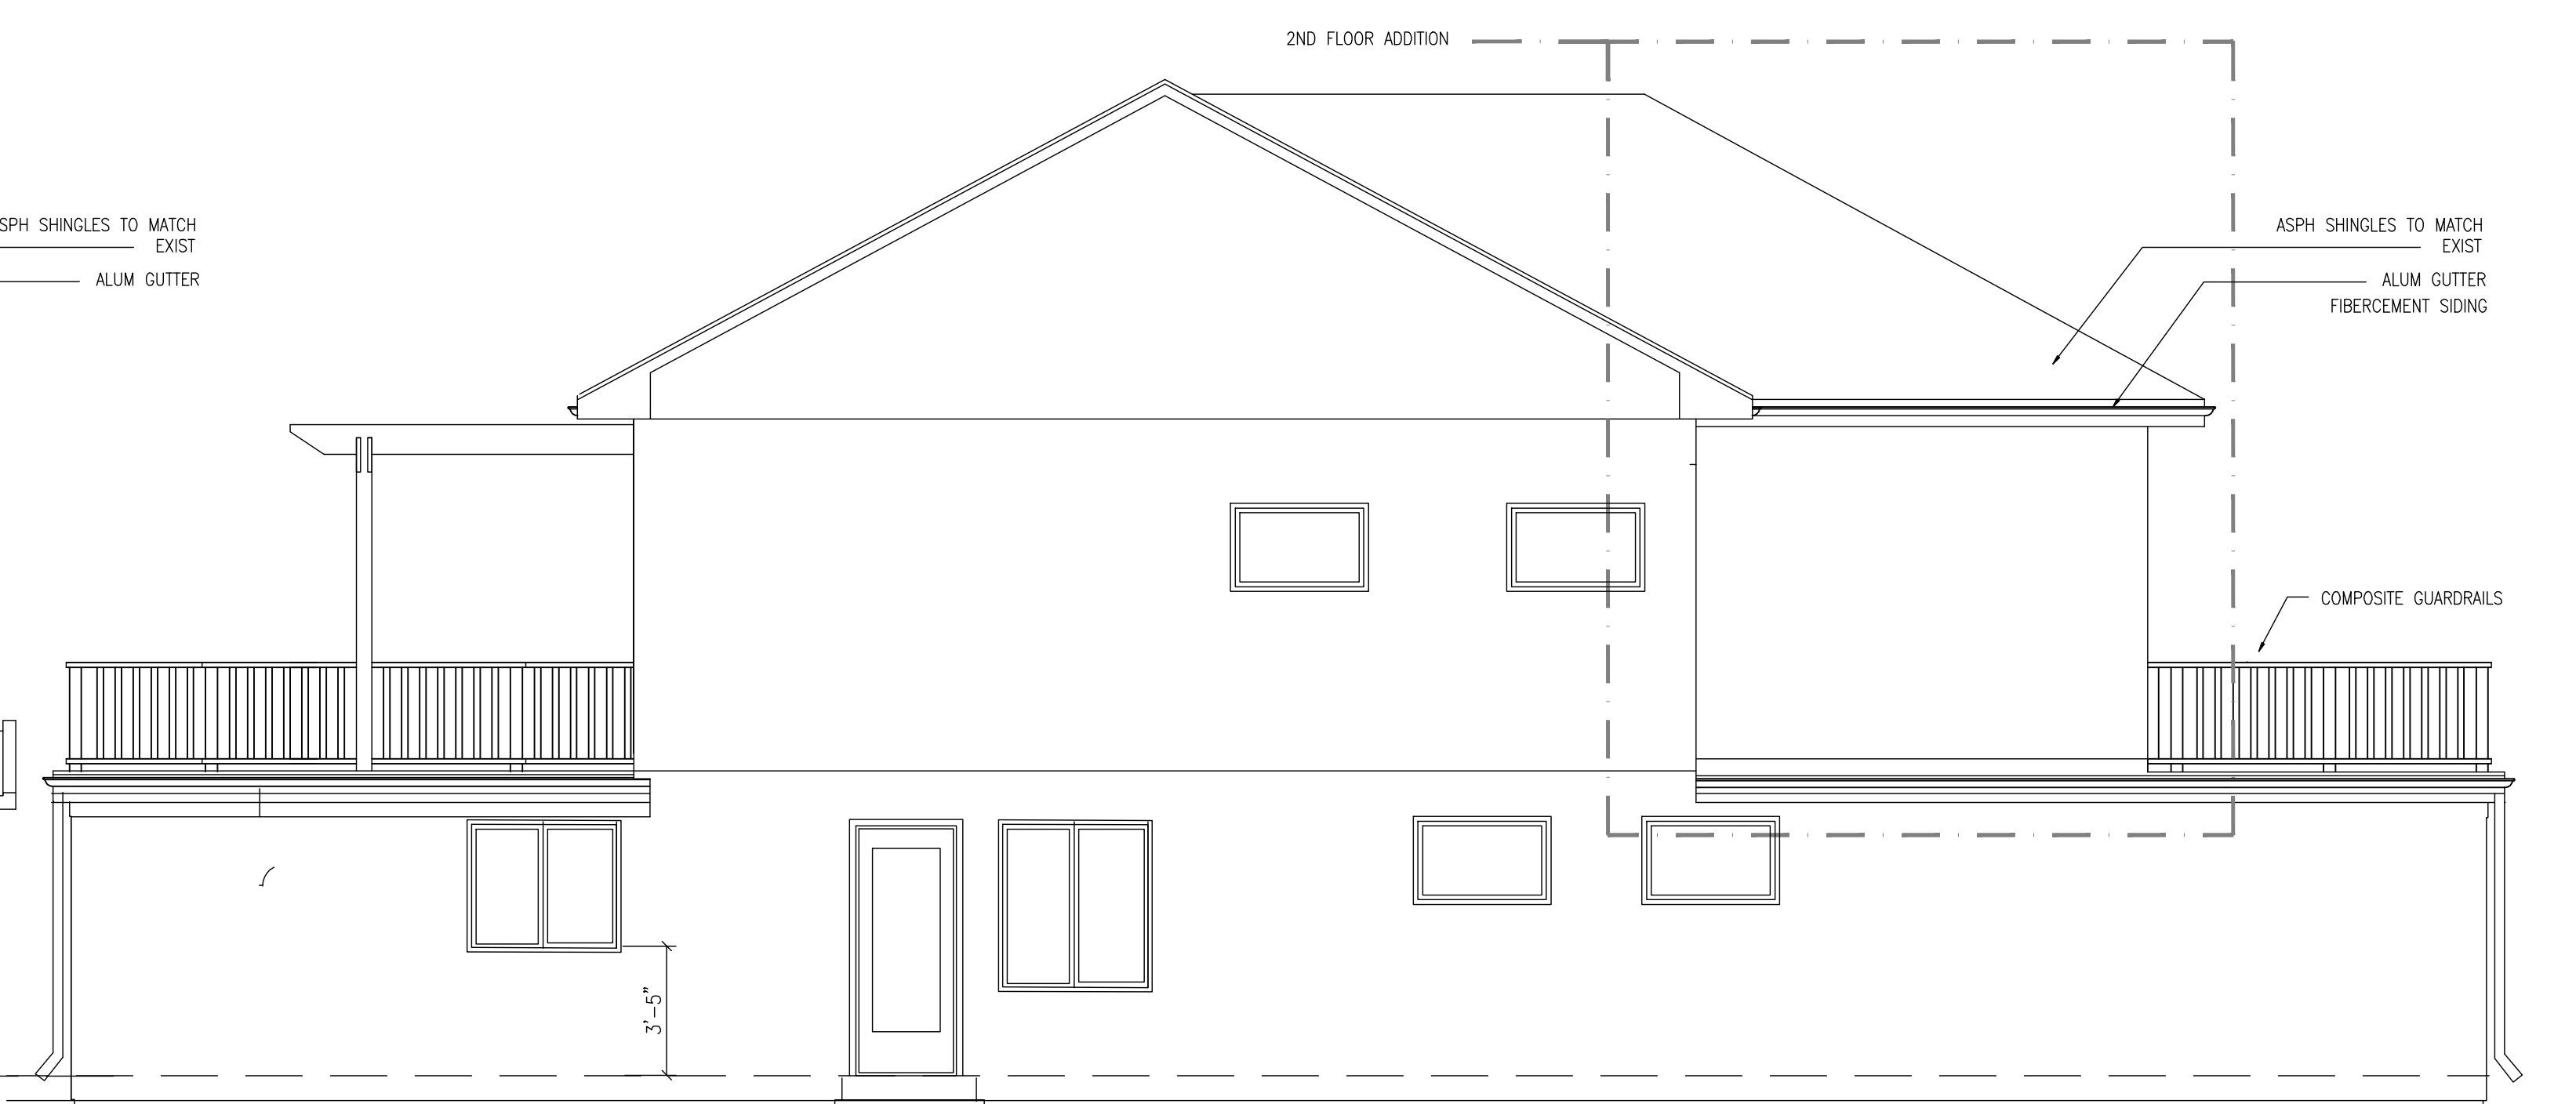 2ND FLOOR ADDITION
SPH SHINGLES TO MATCH
EXIST
ALUM GUTTER
ASPH SHINGLES TO MATCH
EXIST
ALUM GUTTER
FIBERCEMENT SIDING
COMPOSITE GUARDRAILS
3'-5"